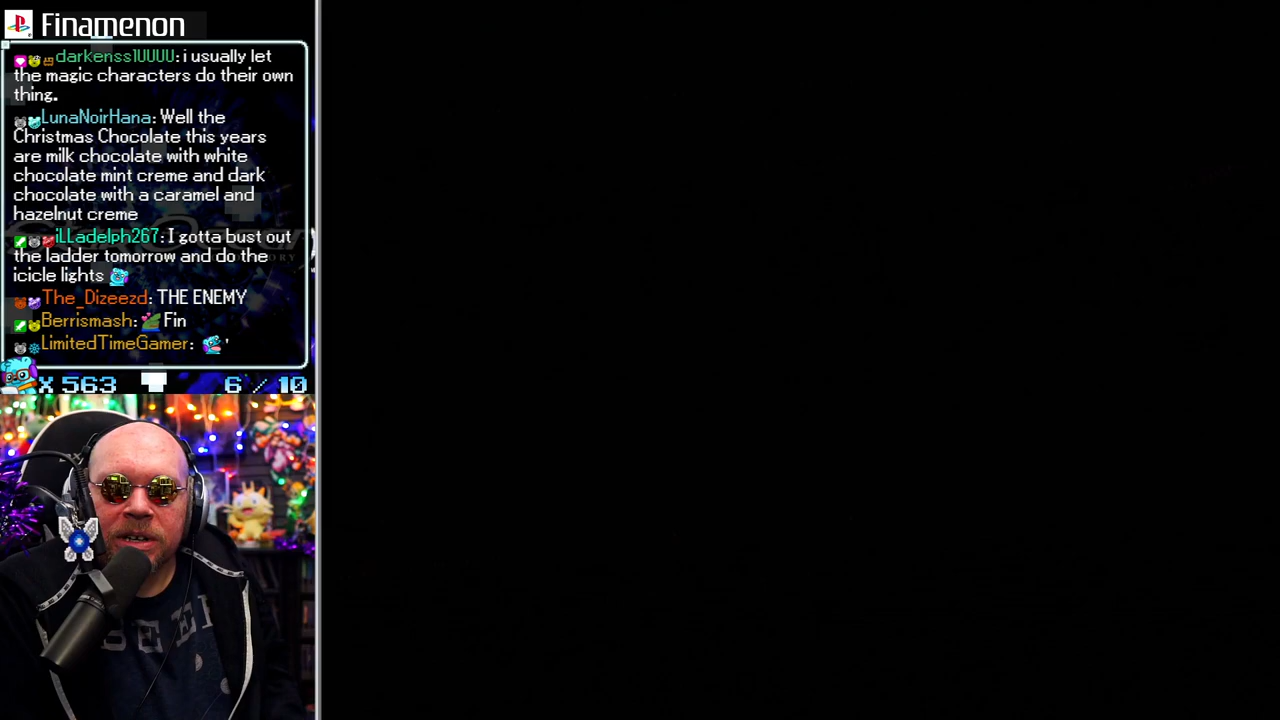 Finamenon
darkenss1UUUU: i usually let
the magic characters do their own
thing.
LunaNoirHana: Well the
Christmas Chocolate this years
are milk chocolate with white
chocolate mint creme and dark
chocolate with a caramel and
hazelnut creme
iLLadelph267: I gotta bust out
the ladder tomorrow and do the
icicle lights
The_Dizeezd: THE ENEMY
Berrismash: Fin
LimitedTimeGamer: '
X 563 6 / 10